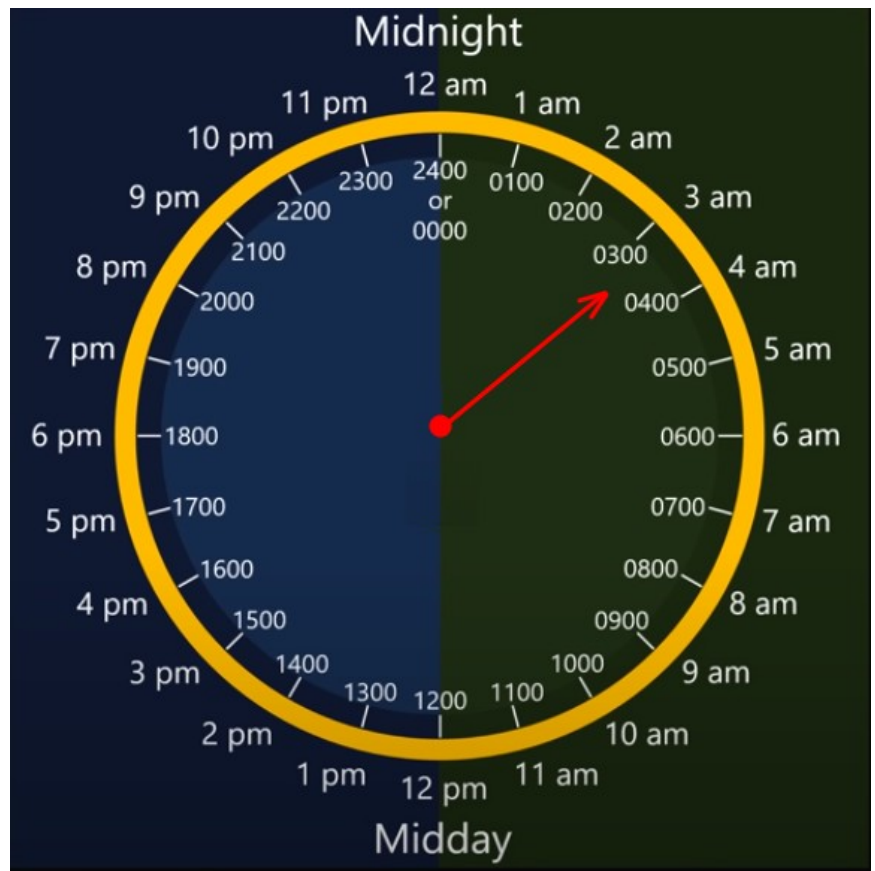 Midnight
12 am
1 am
2 am
3 am
4 am
5 am
6 am
7 am
8 am
9 am
10 am
11 am
12 pm
1 pm
2 pm
3 pm
4 pm
5 pm
6 pm
7 pm
8 pm
9 pm
10 pm
11 pm
2400
or
0000
0100
0200
0300
0400
0500
0600
0700
0800
0900
1000
1100
1200
1300
1400
1500
1600
1700
1800
1900
2000
2100
2200
2300
Midday